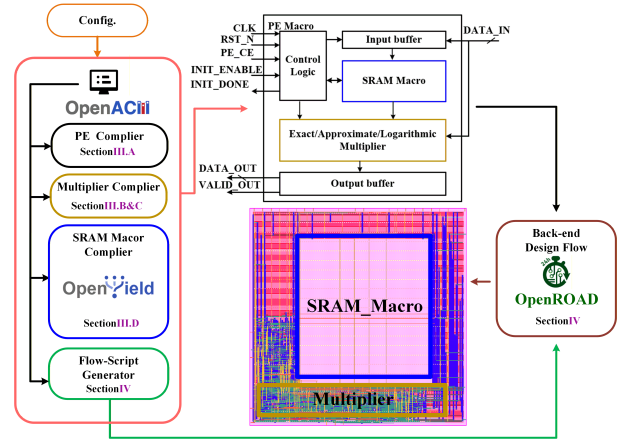 Config.
OpenACiii
PE Complier
SectionIII.A
Multiplier Complier
SectionIII.B&C
SRAM Macor
Complier
OpenYield
SectionIII.D
Flow-Script
Generator
SectionIV
CLK
RST_N
PE_CE
INIT_ENABLE
INIT_DONE
PE Macro
Control
Logic
Input buffer
DATA_IN
SRAM Macro
Exact/Approximate/Logarithmic
Multiplier
DATA_OUT
VALID_OUT
Output buffer
SRAM_Macro
Multiplier
Back-end
Design Flow
24h
OpenROAD
SectionIV